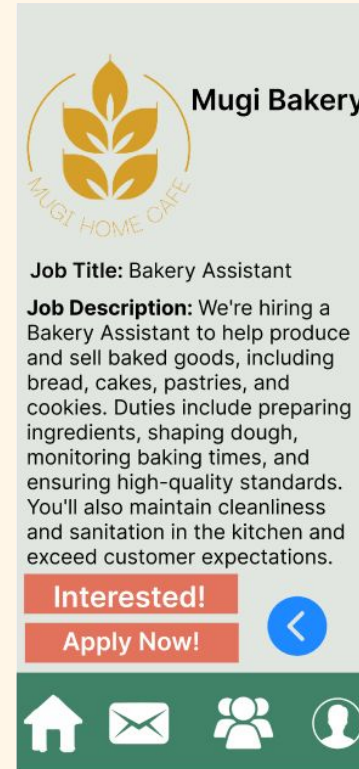 Mugi Bakery
MUGI HOME CAFE
Job Title: Bakery Assistant
Job Description: We're hiring a
Bakery Assistant to help produce
and sell baked goods, including
bread, cakes, pastries, and
cookies. Duties include preparing
ingredients, shaping dough,
monitoring baking times, and
ensuring high-quality standards.
You'll also maintain cleanliness
and sanitation in the kitchen and
exceed customer expectations.
Interested!
Apply Now!